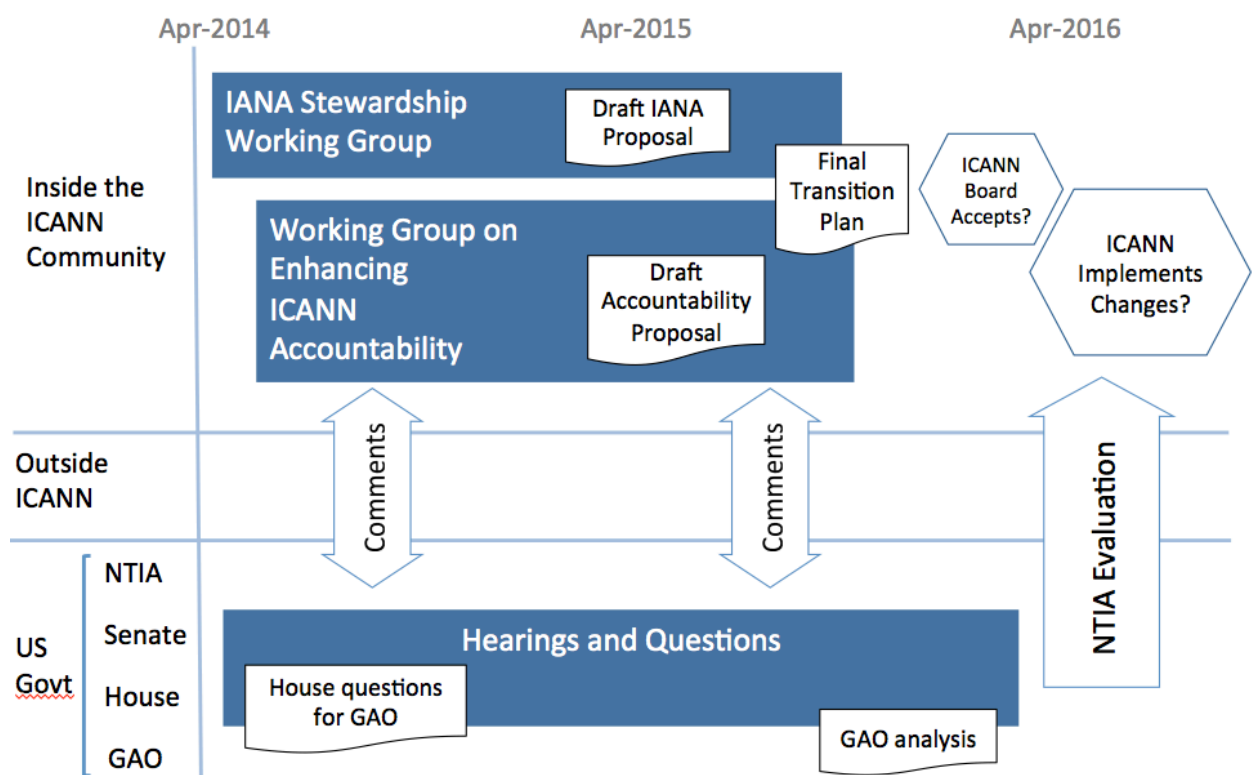 Apr-2014
Apr-2015
Apr-2016
Inside the
ICANN
Community
IANA Stewardship
Working Group
Draft IANA
Proposal
Final
Transition
Plan
ICANN
Board
Accepts?
ICANN
Implements
Changes?
Working Group on
Enhancing
ICANN
Accountability
Draft
Accountability
Proposal
Outside
ICANN
Comments
Comments
NTIA Evaluation
US
Govt
NTIA
Senate
House
GAO
Hearings and Questions
House questions
for GAO
GAO analysis